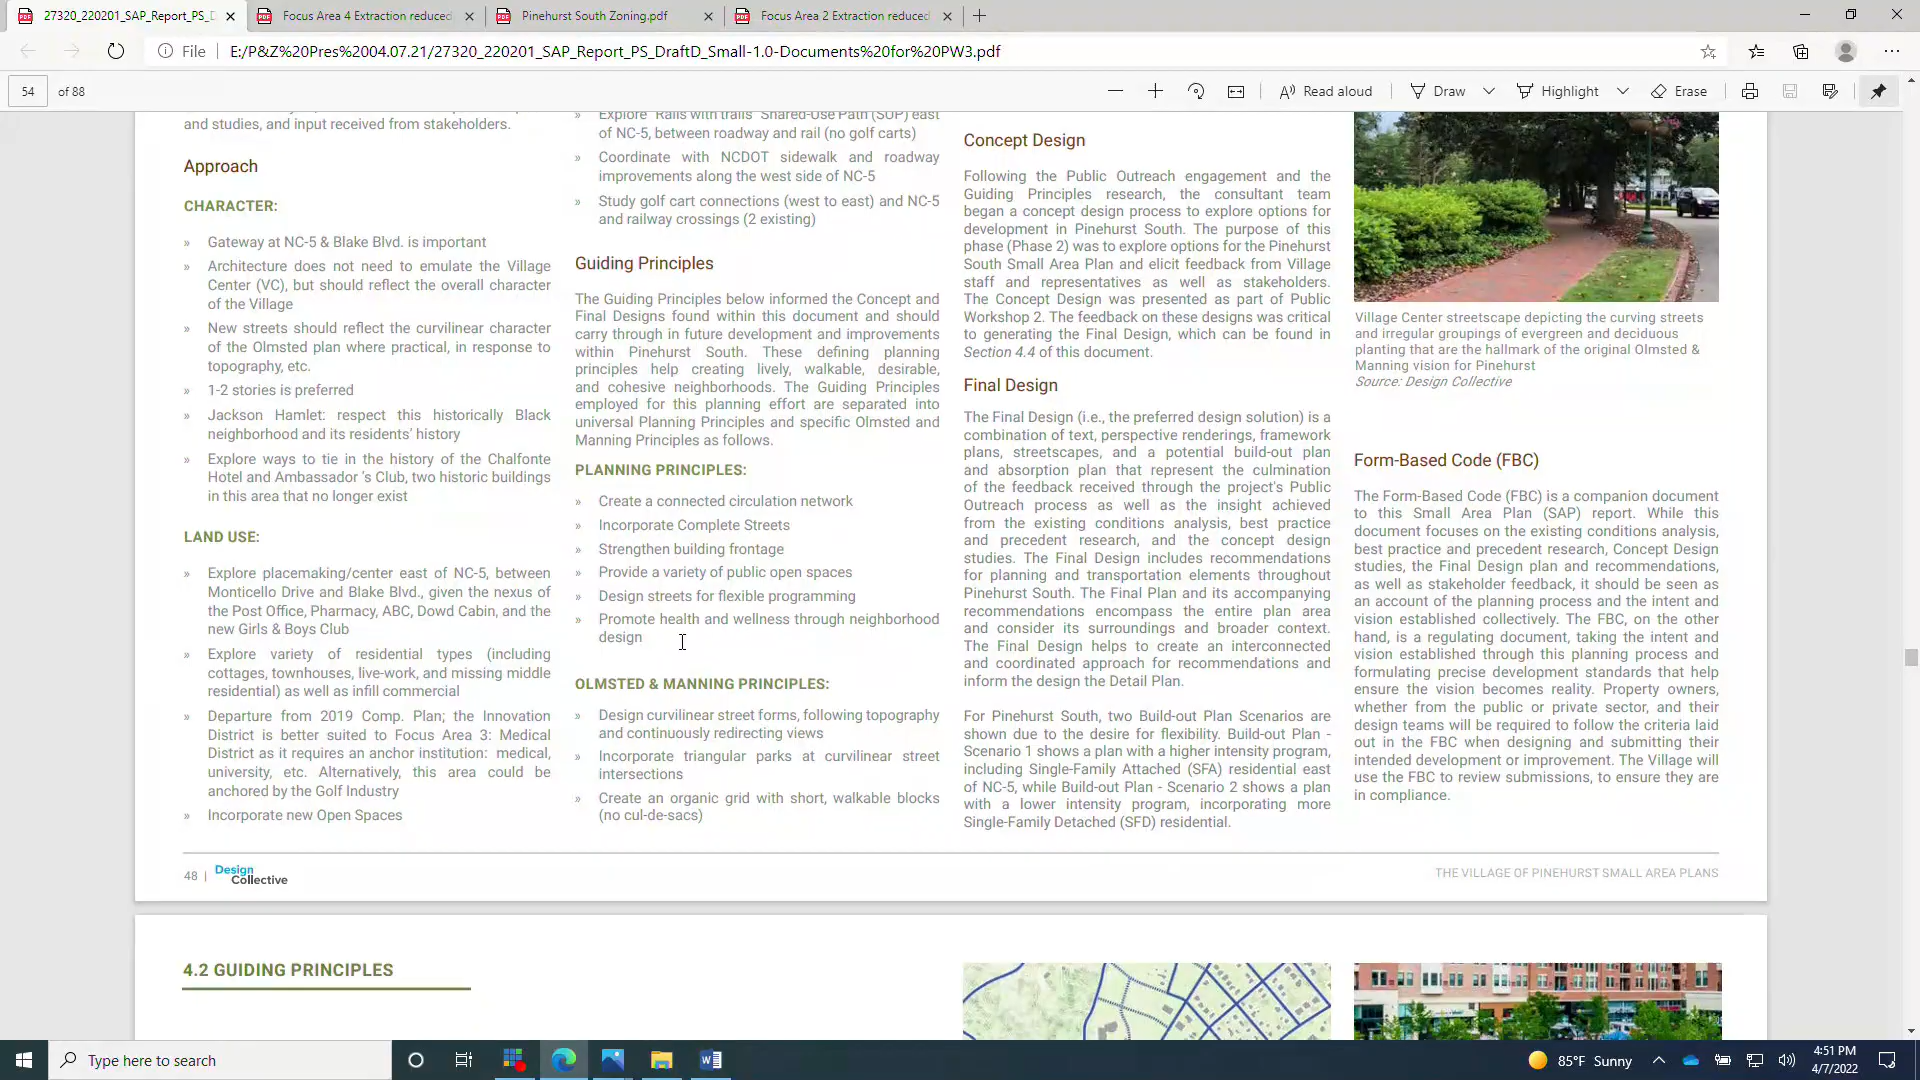 27320_220201_SAP_Report_PS_D
Focus Area 4 Extraction reduced
Pinehurst South Zoning.pdf
Focus Area 2 Extraction reduced
File
E:/P&Z%20Pres%2004.07.21/27320_220201_SAP_Report_PS_DraftD_Small-1.0-Documents%20for%20PW3.pdf
54
of 88
Read aloud
Draw
Highlight
Erase
and studies, and input received from stakeholders.
Approach
CHARACTER:
» Gateway at NC-5 & Blake Blvd. is important
» Architecture does not need to emulate the Village
Center (VC), but should reflect the overall character
of the Village
» New streets should reflect the curvilinear character
of the Olmsted plan where practical, in response to
topography, etc.
» 1-2 stories is preferred
» Jackson Hamlet: respect this historically Black
neighborhood and its residents' history
» Explore ways to tie in the history of the Chalfonte
Hotel and Ambassador 's Club, two historic buildings
in this area that no longer exist
LAND USE:
» Explore placemaking/center east of NC-5, between
Monticello Drive and Blake Blvd., given the nexus of
the Post Office, Pharmacy, ABC, Dowd Cabin, and the
new Girls & Boys Club
» Explore variety of residential types (including
cottages, townhouses, live-work, and missing middle
residential) as well as infill commercial
» Departure from 2019 Comp. Plan; the Innovation
District is better suited to Focus Area 3: Medical
District as it requires an anchor institution: medical,
university, etc. Alternatively, this area could be
anchored by the Golf Industry
» Incorporate new Open Spaces
Explore "Rails with trails" Shared-Use Path (SUP) east
of NC-5, between roadway and rail (no golf carts)
» Coordinate with NCDOT sidewalk and roadway
improvements along the west side of NC-5
» Study golf cart connections (west to east) and NC-5
and railway crossings (2 existing)
Guiding Principles
The Guiding Principles below informed the Concept and
Final Designs found within this document and should
carry through in future development and improvements
within Pinehurst South. These defining planning
principles help creating lively, walkable, desirable,
and cohesive neighborhoods. The Guiding Principles
employed for this planning effort are separated into
universal Planning Principles and specific Olmsted and
Manning Principles as follows.
PLANNING PRINCIPLES:
» Create a connected circulation network
» Incorporate Complete Streets
» Strengthen building frontage
» Provide a variety of public open spaces
» Design streets for flexible programming
» Promote health and wellness through neighborhood
design
OLMSTED & MANNING PRINCIPLES:
» Design curvilinear street forms, following topography
and continuously redirecting views
» Incorporate triangular parks at curvilinear street
intersections
» Create an organic grid with short, walkable blocks
(no cul-de-sacs)
Concept Design
Following the Public Outreach engagement and the
Guiding Principles research, the consultant team
began a concept design process to explore options for
development in Pinehurst South. The purpose of this
phase (Phase 2) was to explore options for the Pinehurst
South Small Area Plan and elicit feedback from Village
staff and representatives as well as stakeholders.
The Concept Design was presented as part of Public
Workshop 2. The feedback on these designs was critical
to generating the Final Design, which can be found in
Section 4.4 of this document.
Final Design
The Final Design (i.e., the preferred design solution) is a
combination of text, perspective renderings, framework
plans, streetscapes, and a potential build-out plan
and absorption plan that represent the culmination
of the feedback received through the project's Public
Outreach process as well as the insight achieved
from the existing conditions analysis, best practice
and precedent research, and the concept design
studies. The Final Design includes recommendations
for planning and transportation elements throughout
Pinehurst South. The Final Plan and its accompanying
recommendations encompass the entire plan area
and consider its surroundings and broader context.
The Final Design helps to create an interconnected
and coordinated approach for recommendations and
inform the design the Detail Plan.
For Pinehurst South, two Build-out Plan Scenarios are
shown due to the desire for flexibility. Build-out Plan -
Scenario 1 shows a plan with a higher intensity program,
including Single-Family Attached (SFA) residential east
of NC-5, while Build-out Plan - Scenario 2 shows a plan
with a lower intensity program, incorporating more
Single-Family Detached (SFD) residential.
Village Center streetscape depicting the curving streets
and irregular groupings of evergreen and deciduous
planting that are the hallmark of the original Olmsted &
Manning vision for Pinehurst
Source: Design Collective
Form-Based Code (FBC)
The Form-Based Code (FBC) is a companion document
to this Small Area Plan (SAP) report. While this
document focuses on the existing conditions analysis,
best practice and precedent research, Concept Design
studies, the Final Design plan and recommendations,
as well as stakeholder feedback, it should be seen as
an account of the planning process and the intent and
vision established collectively. The FBC, on the other
hand, is a regulating document, taking the intent and
vision established through this planning process and
formulating precise development standards that help
ensure the vision becomes reality. Property owners,
whether from the public or private sector, and their
design teams will be required to follow the criteria laid
out in the FBC when designing and submitting their
intended development or improvement. The Village will
use the FBC to review submissions, to ensure they are
in compliance.
48 | Design
Collective
THE VILLAGE OF PINEHURST SMALL AREA PLANS
4.2 GUIDING PRINCIPLES
Type here to search
85°F Sunny
4:51 PM
4/7/2022